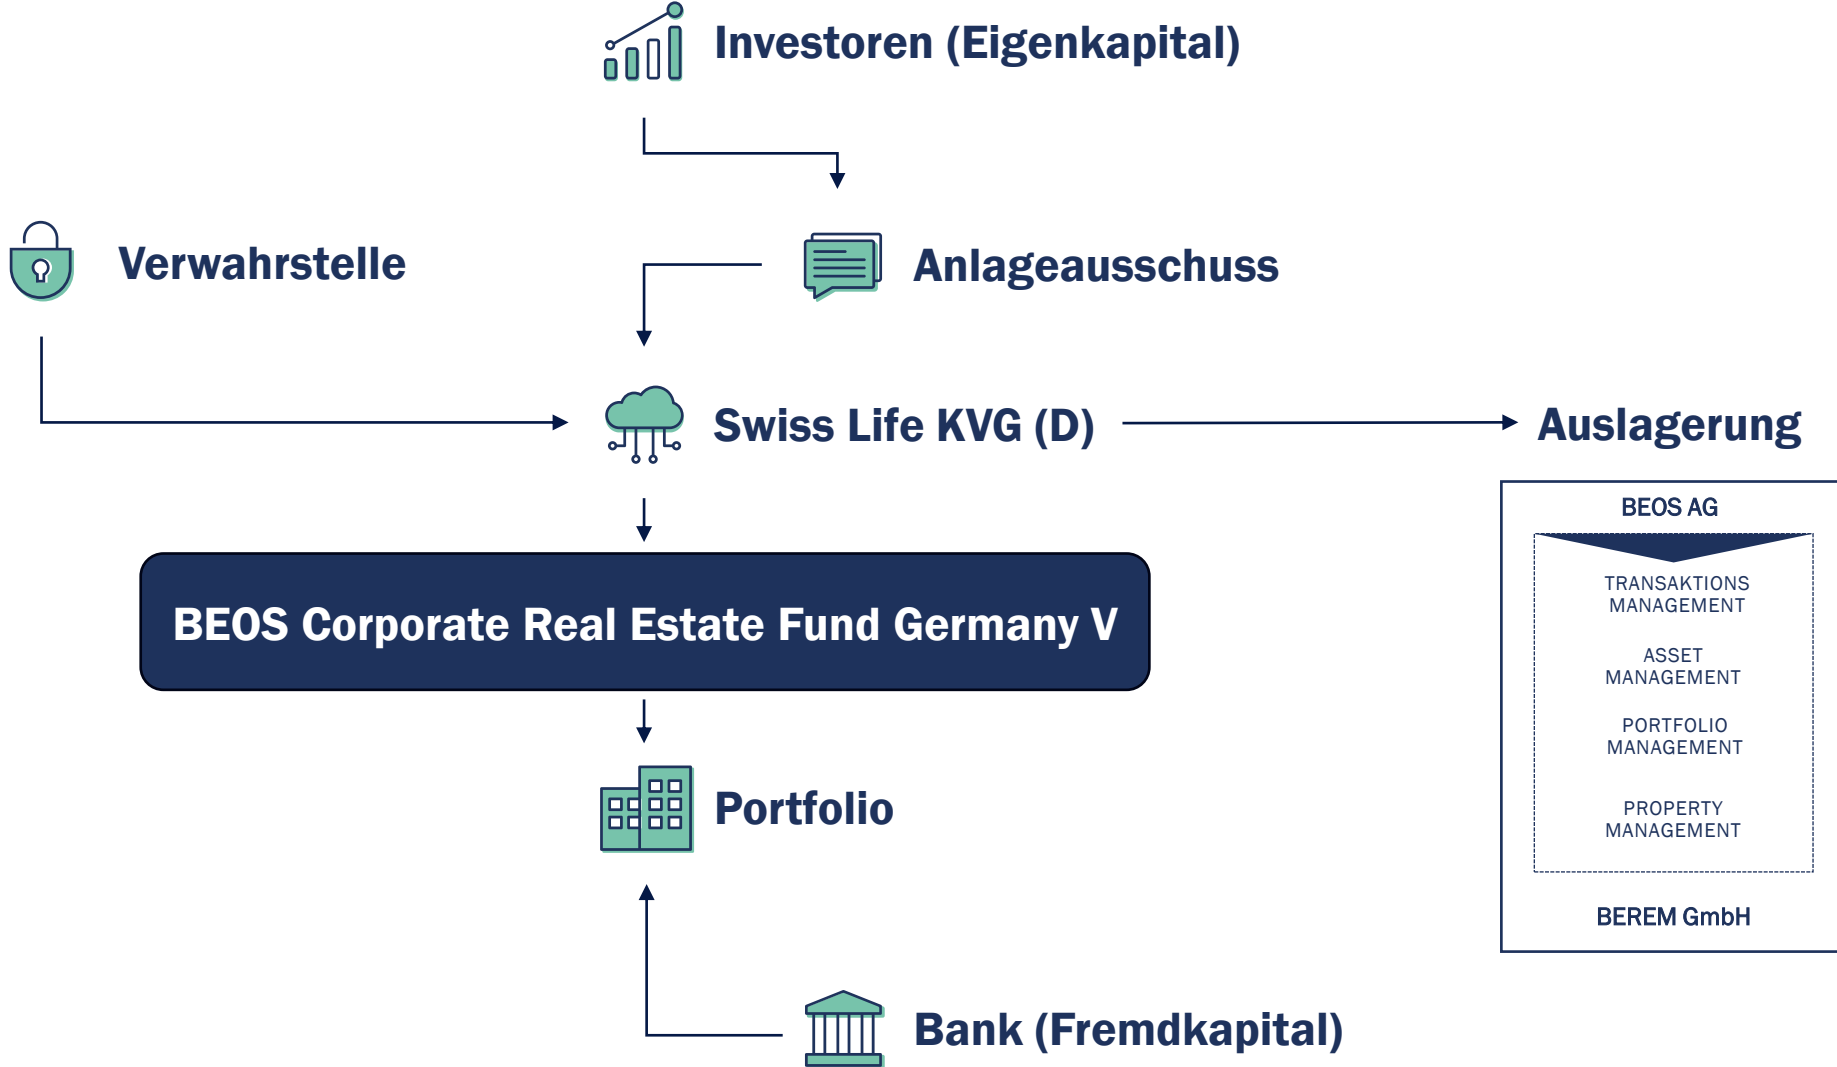 Investoren (Eigenkapital)
Verwahrstelle
Anlageausschuss
Swiss Life KVG (D)
Auslagerung
BEOS AG
TRANSAKTIONS
MANAGEMENT
ASSET
MANAGEMENT
PORTFOLIO
MANAGEMENT
PROPERTY
MANAGEMENT
BEREM GmbH
BEOS Corporate Real Estate Fund Germany V
Portfolio
Bank (Fremdkapital)